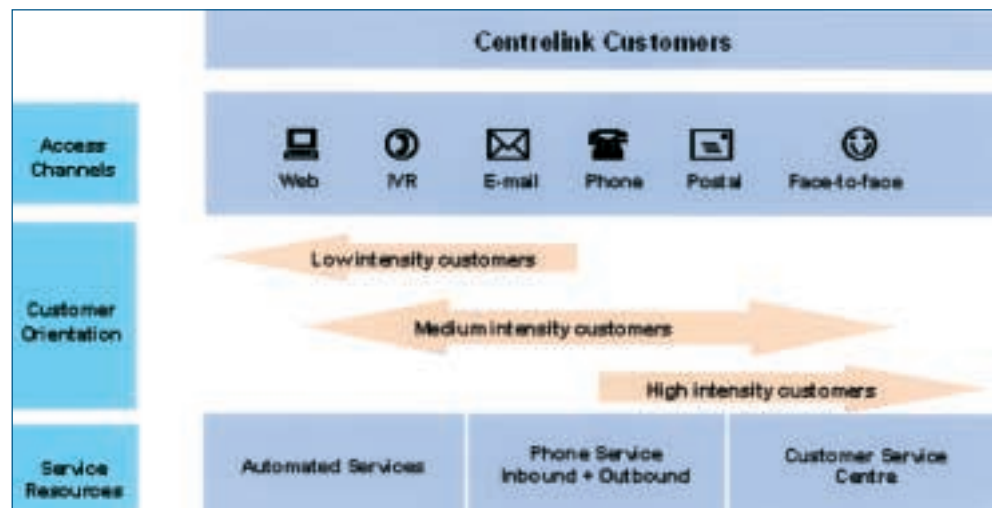 Centrelink Customers
Access
Channels
Web IVR E-mail Phone Postal Face-to-face
Low intensity customers
Customer
Orientation
Medium intensity customers
High intensity customers
Service
Resources
Automated Services
Phone Service
Inbound + Outbound
Customer Service
Centre